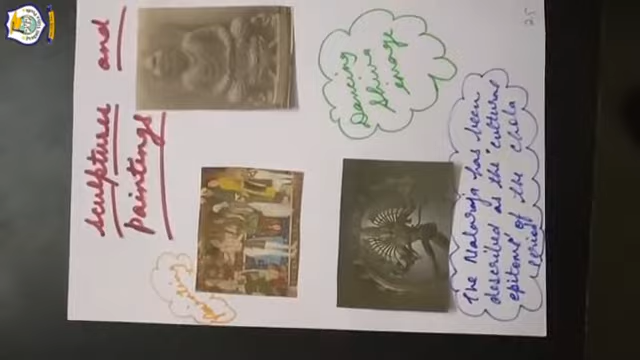 Sculptures and
paintings
Dancing
Shiva
image
The Nataraja has been
described as the "cultural
epitome" of the chola
period
25